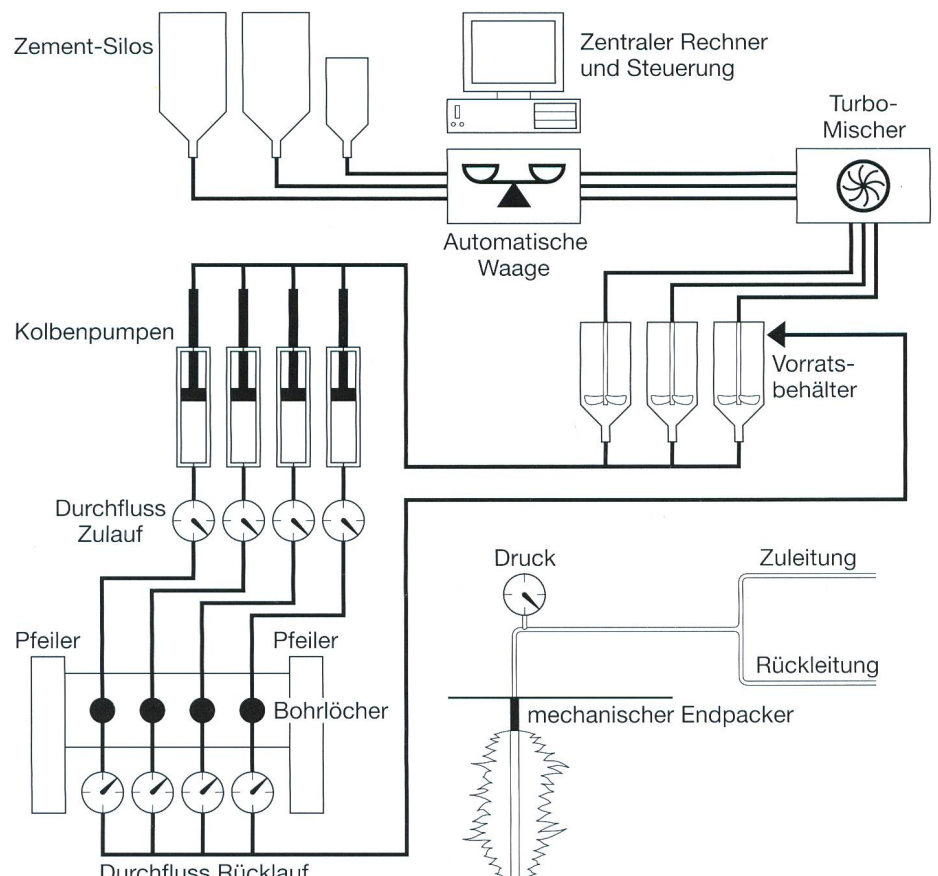 Zement-Silos
Zentraler Rechner
und Steuerung
Turbo-
Mischer
Automatische
Waage
Kolbenpumpen
Vorrats-
behälter
Durchfluss
Zulauf
Druck
Zuleitung
Pfeiler
Pfeiler
Rückleitung
Bohrlöcher
mechanischer Endpacker
Durchfluss Rücklauf